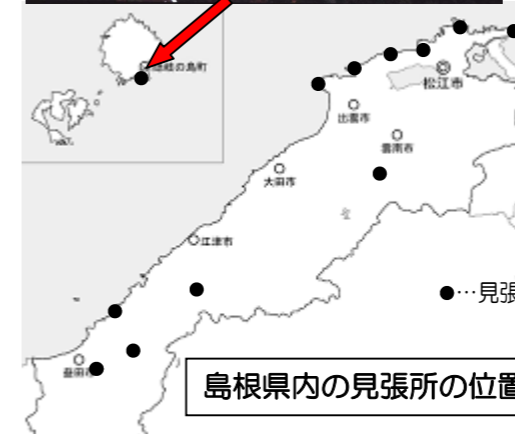 隠岐の島町
松江市
出雲市
雲南市
大田市
江津市
●…見張
益田市
島根県内の見張所の位置